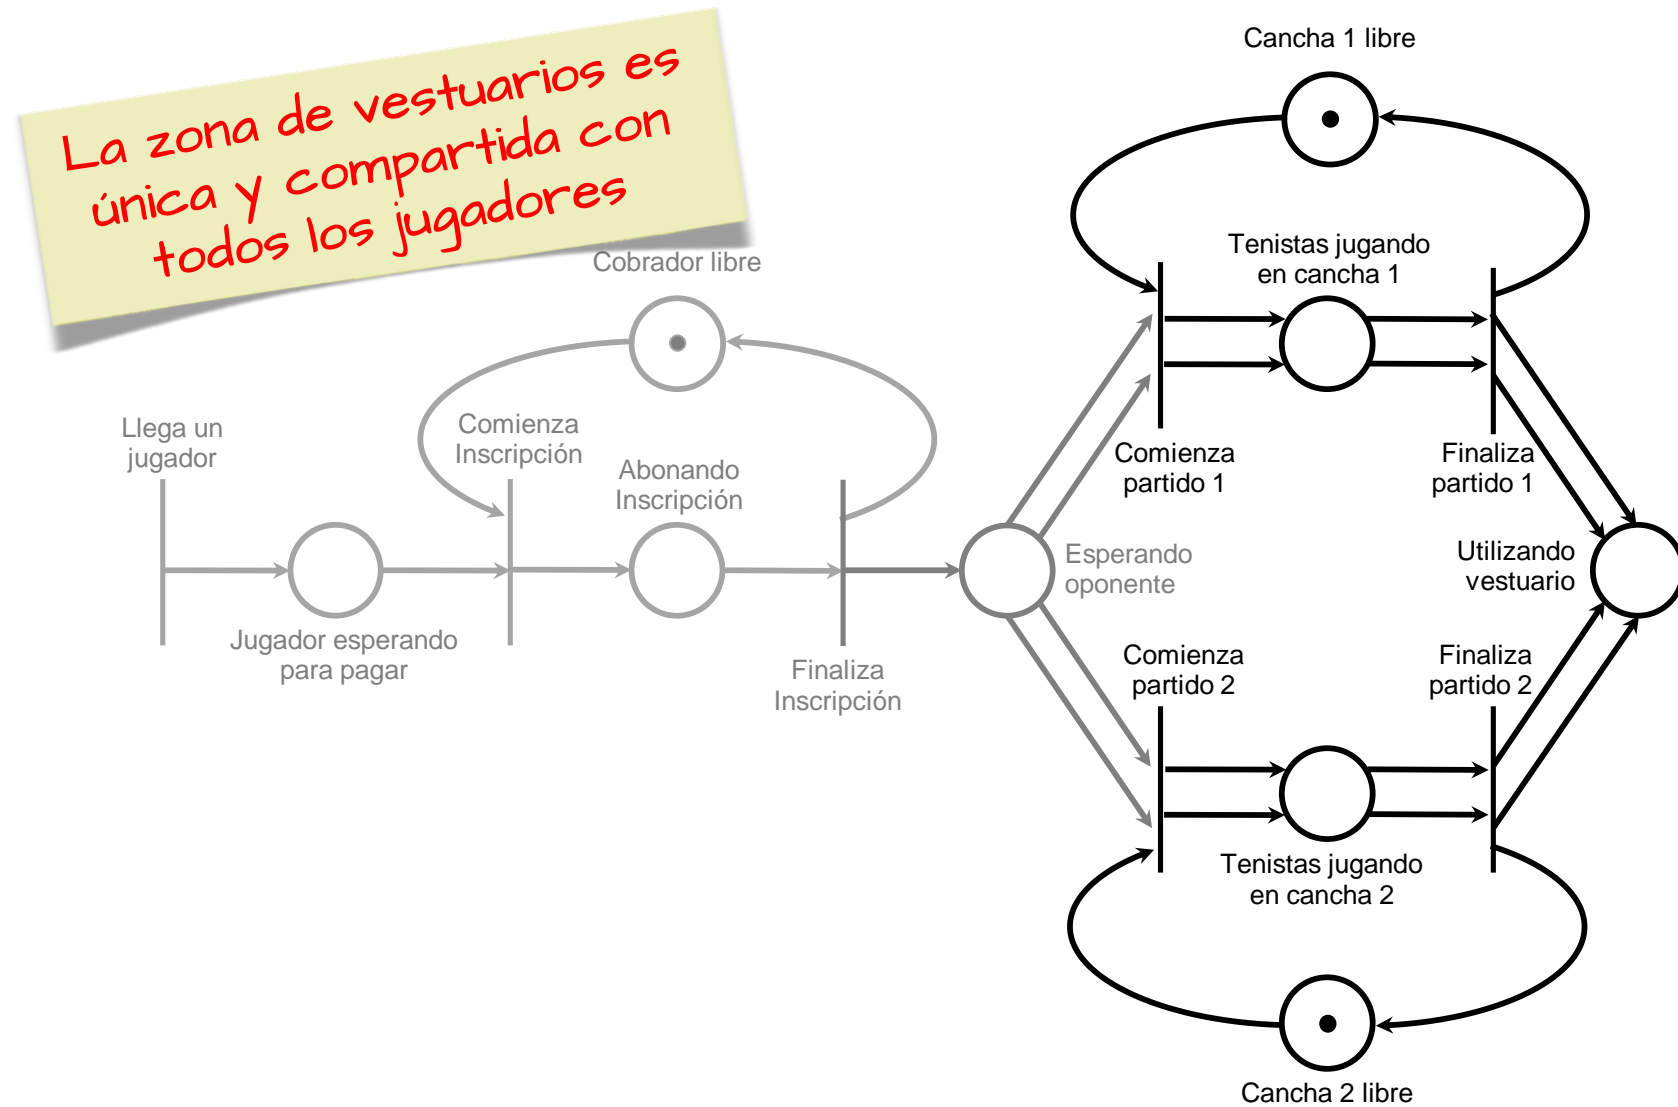 La zona de vestuarios es
única y compartida con
todos los jugadores
Cancha 1 libre
Tenistas jugando
en cancha 1
Cobrador libre
Llega un
jugador
Comienza
Inscripción
Abonando
Inscripción
Comienza
partido 1
Finaliza
partido 1
Esperando
oponente
Utilizando
vestuario
Jugador esperando
para pagar
Finaliza
Inscripción
Comienza
partido 2
Finaliza
partido 2
Tenistas jugando
en cancha 2
Cancha 2 libre